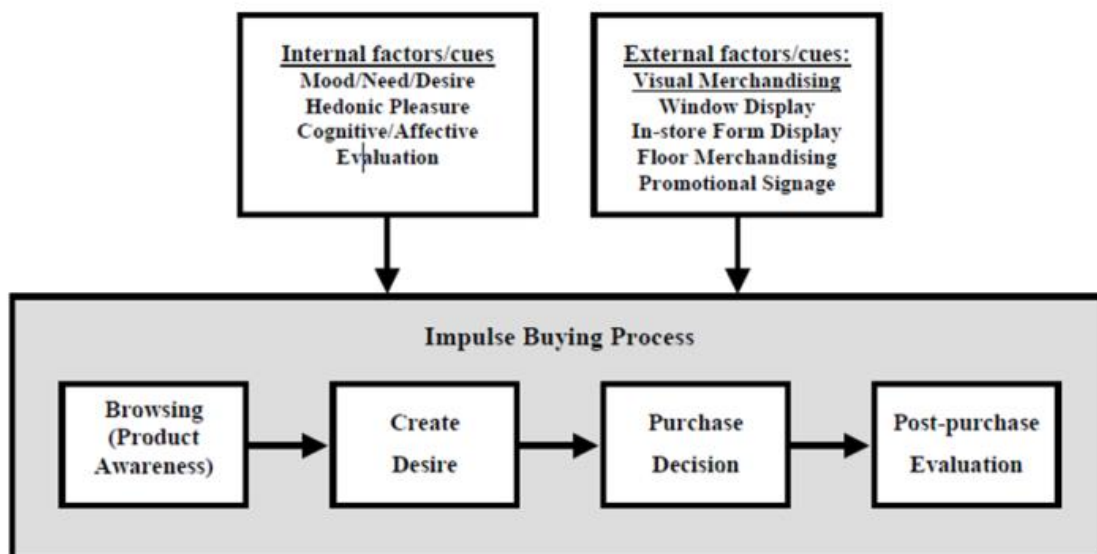 Internal factors/cues
Mood/Need/Desire
Hedonic Pleasure
Cognitive/Affective
Evaluation
External factors/cues:
Visual Merchandising
Window Display
In-store Form Display
Floor Merchandising
Promotional Signage
Impulse Buying Process
Browsing
(Product
Awareness)
Create
Desire
Purchase
Decision
Post-purchase
Evaluation